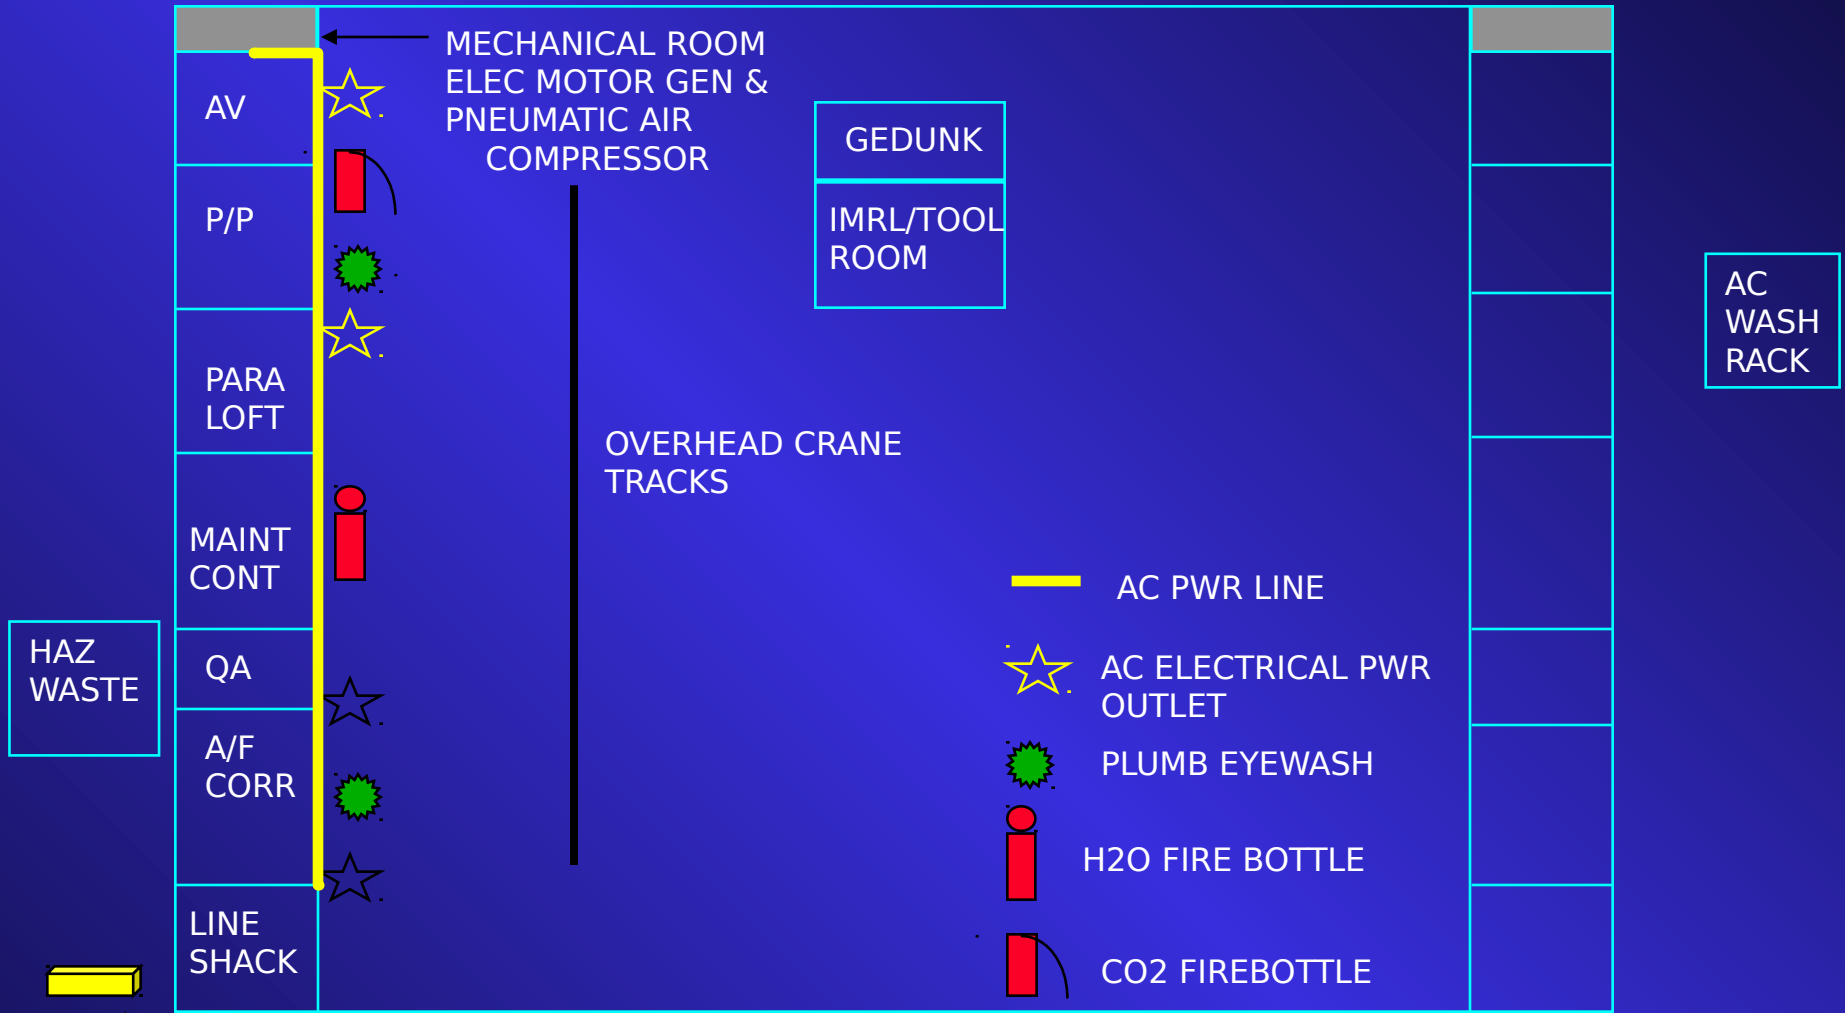 MECHANICAL ROOM
ELEC MOTOR GEN &
PNEUMATIC AIR
COMPRESSOR
AV
P/P
PARA
LOFT
MAINT
CONT
QA
A/F
CORR
LINE
SHACK
HAZ
WASTE
GEDUNK
IMRL/TOOL
ROOM
OVERHEAD CRANE
TRACKS
AC
WASH
RACK
AC PWR LINE
AC ELECTRICAL PWR
OUTLET
PLUMB EYEWASH
H2O FIRE BOTTLE
CO2 FIREBOTTLE